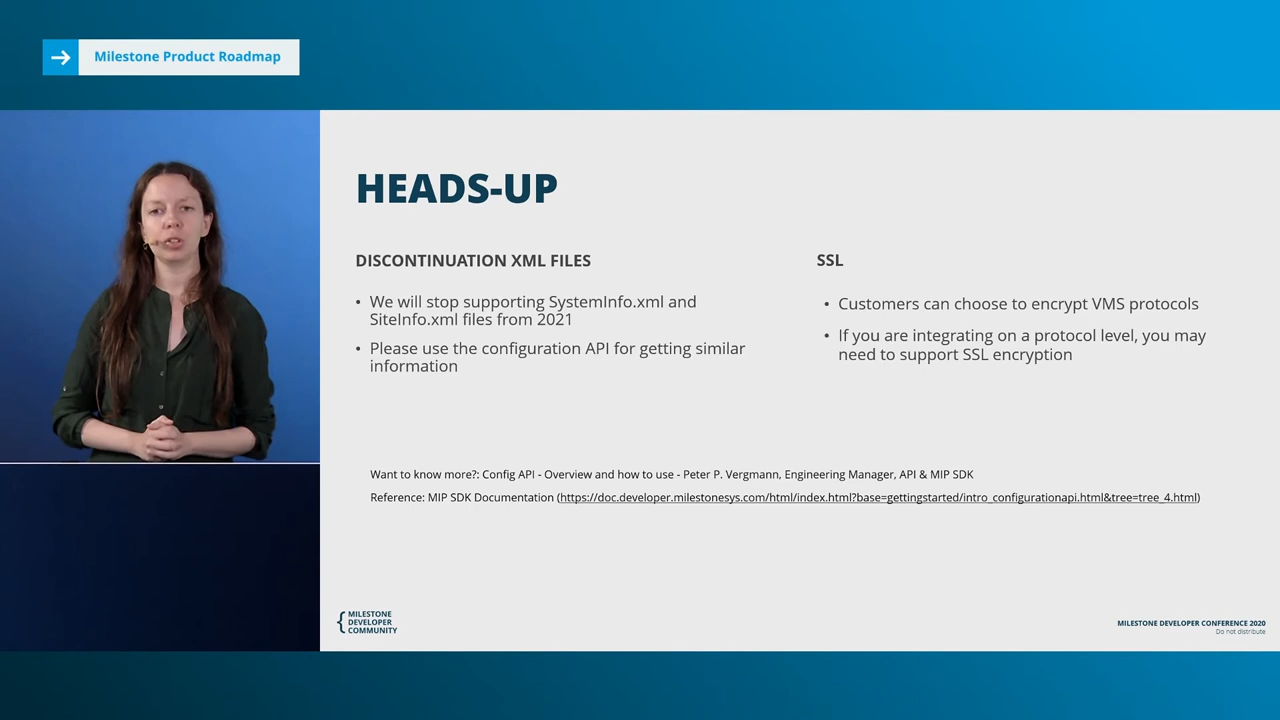 Milestone Product Roadmap
HEADS-UP
DISCONTINUATION XML FILES
• We will stop supporting SystemInfo.xml and
SiteInfo.xml files from 2021
• Please use the configuration API for getting similar
information
SSL
• Customers can choose to encrypt VMS protocols
• If you are integrating on a protocol level, you may
need to support SSL encryption
Want to know more?: Config API - Overview and how to use - Peter P. Vergmann, Engineering Manager, API & MIP SDK
Reference: MIP SDK Documentation (https://doc.developer.milestonesys.com/html/index.html?base=gettingstarted/intro_configurationapi.html&tree=tree_4.html)
{ MILESTONE
DEVELOPER
COMMUNITY
MILESTONE DEVELOPER CONFERENCE 2020
Do not distribute